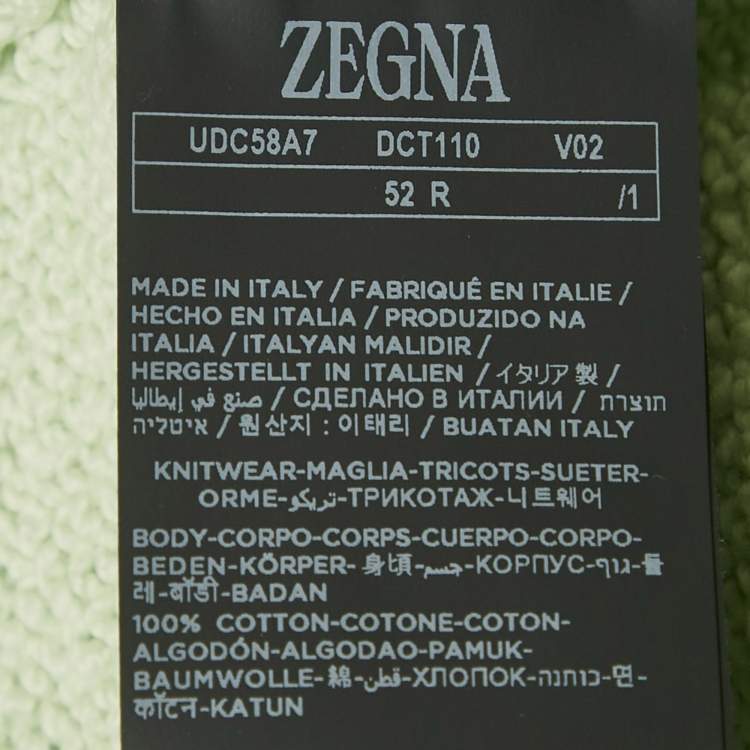 ZEGNA
UDC58A7 DCT110 V02
52 R /1
MADE IN ITALY / FABRIQUÉ EN ITALIE /
HECHO EN ITALIA / PRODUZIDO NA
ITALIA / ITALYAN MALIDIR /
HERGESTELLT IN ITALIEN / イタリア製 /
صنع في إيطاليا / СДЕЛАНО В ИТАЛИИ / תוצרת
איטליה / 원산지 : 이태리 / BUATAN ITALY
KNITWEAR-MAGLIA-TRICOTS-SUETER-
ORME-تريكو-ТРИКОТАЖ-니트웨어
BODY-CORPO-CORPS-CUERPO-CORPO-
BEDEN-KÖRPER-身頃-جسم-КОРПУС-גוף-둘
레-बॉडी-BADAN
100% COTTON-COTONE-COTON-
ALGODÓN-ALGODAO-PAMUK-
BAUMWOLLE-綿-قطن-ХЛОПОК-כותנה-면-
कॉटन-KATUN